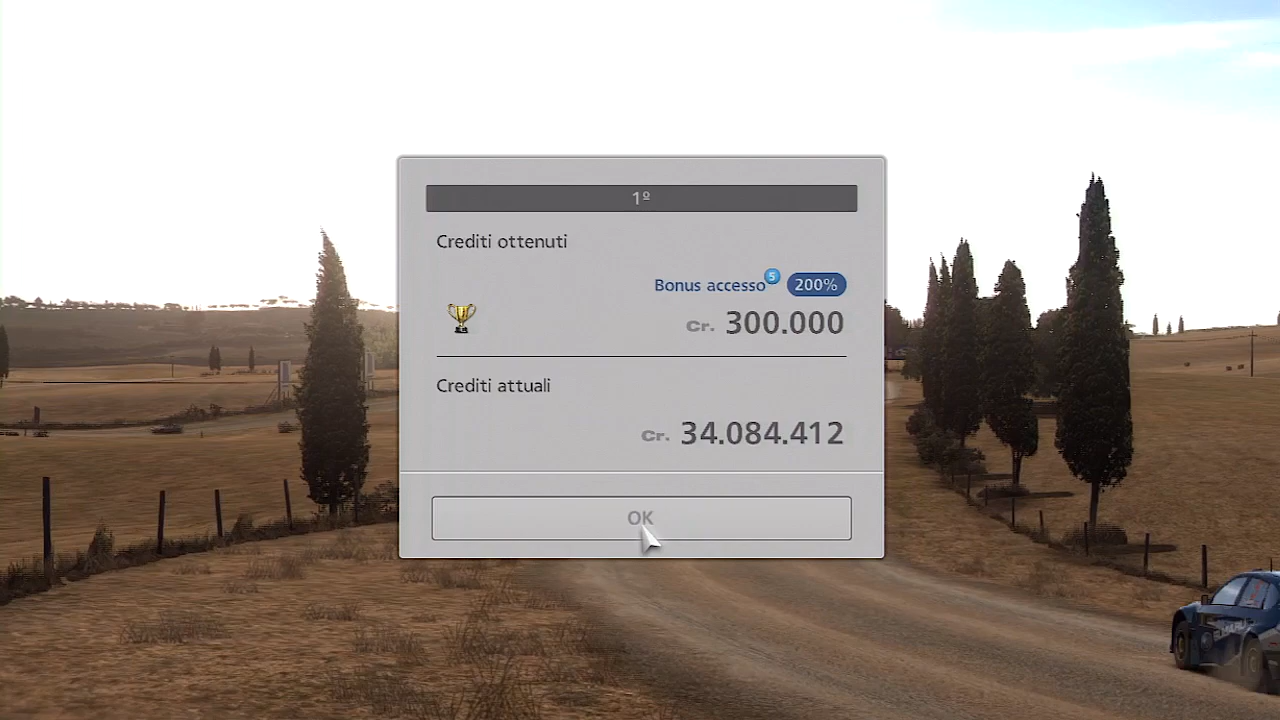 1º
Crediti ottenuti
Bonus accesso 5 200%
Cr. 300.000
Crediti attuali
Cr. 34.084.412
OK